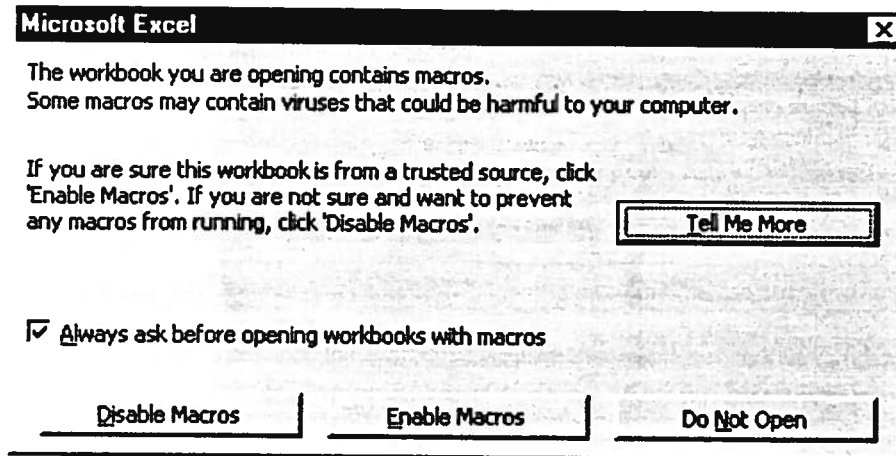 Microsoft Excel
The workbook you are opening contains macros.
Some macros may contain viruses that could be harmful to your computer.
If you are sure this workbook is from a trusted source, click
'Enable Macros'. If you are not sure and want to prevent
any macros from running, click 'Disable Macros'.
Tell Me More
Always ask before opening workbooks with macros
Disable Macros
Enable Macros
Do Not Open